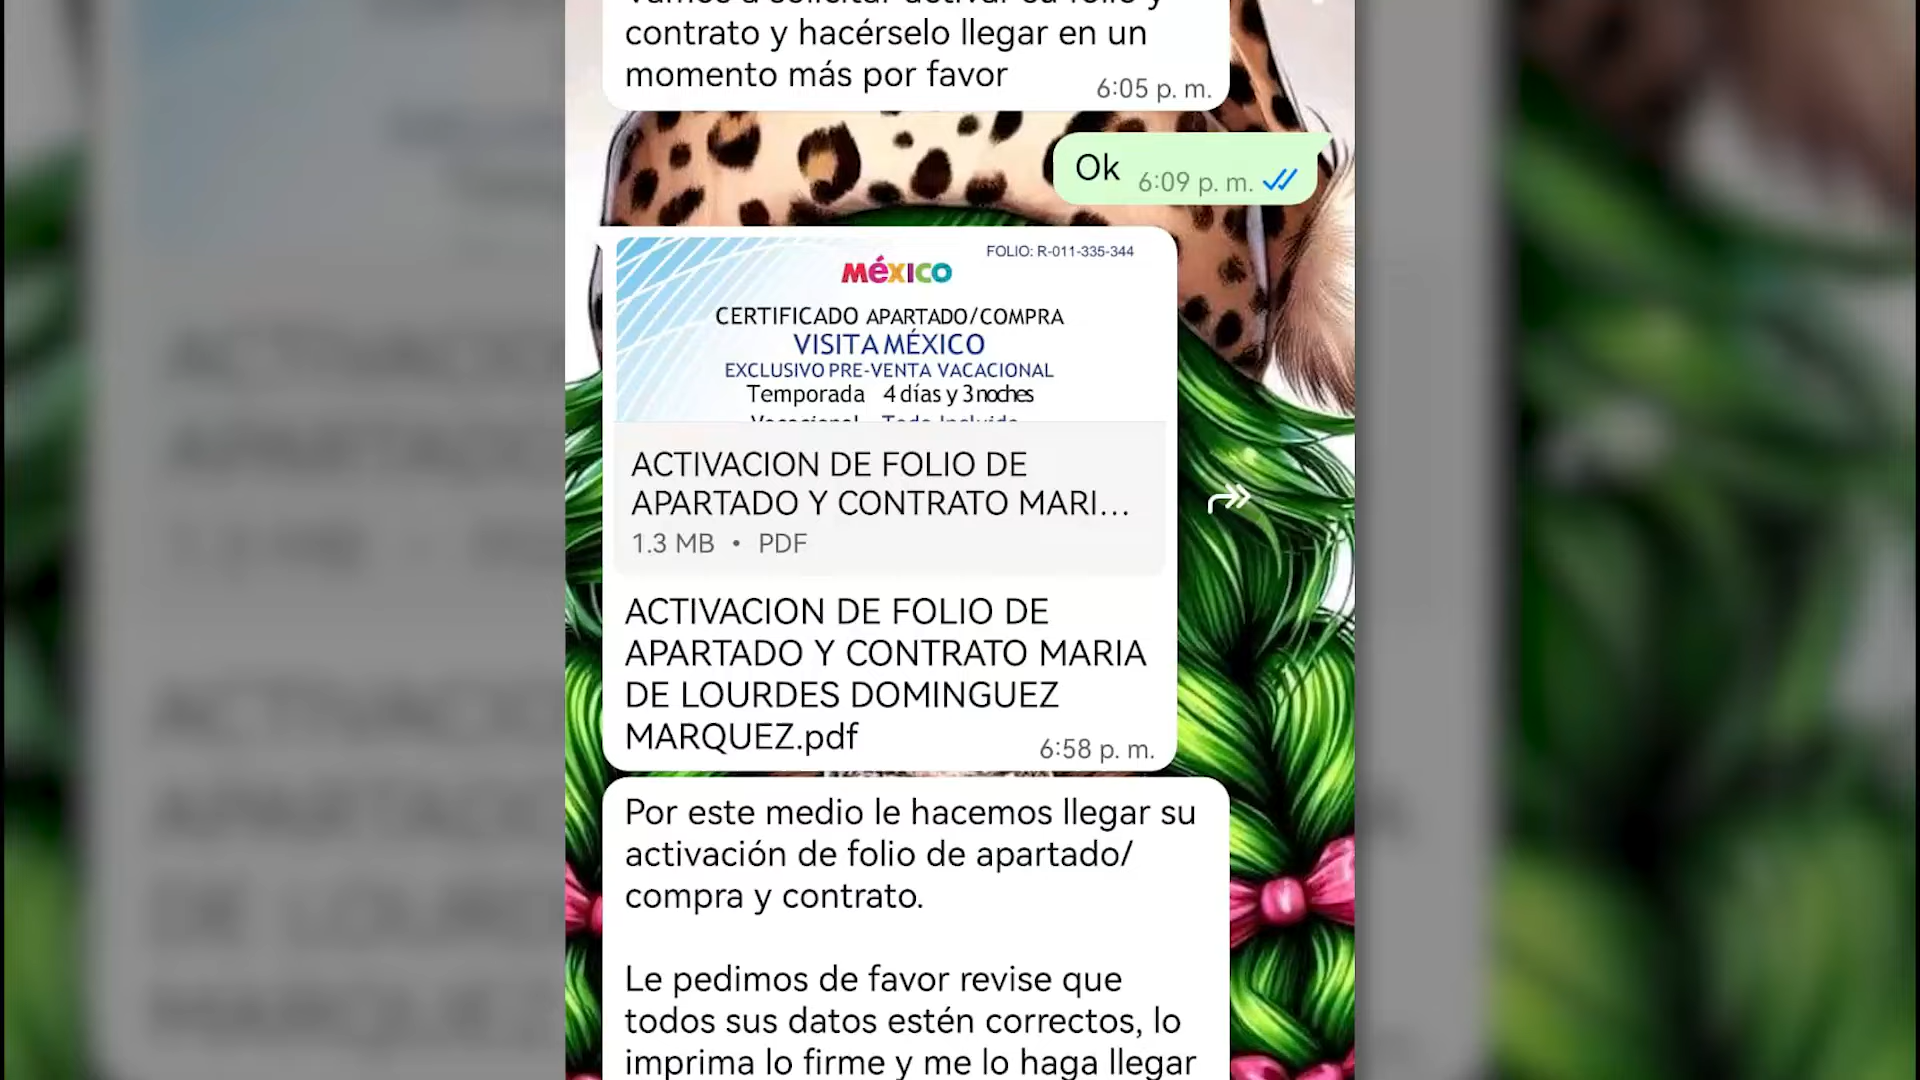 contrato y hacérselo llegar en un
momento más por favor
6:05 p. m.
Ok
6:09 p. m.
FOLIO: R-011-335-344
MéXICO
CERTIFICADO APARTADO/COMPRA
VISITA MÉXICO
EXCLUSIVO PRE-VENTA VACACIONAL
Temporada 4 días y 3 noches
ACTIVACION DE FOLIO DE
APARTADO Y CONTRATO MARI...
1.3 MB • PDF
ACTIVACION DE FOLIO DE
APARTADO Y CONTRATO MARIA
DE LOURDES DOMINGUEZ
MARQUEZ.pdf
6:58 p. m.
Por este medio le hacemos llegar su
activación de folio de apartado/
compra y contrato.
Le pedimos de favor revise que
todos sus datos estén correctos, lo
imprima lo firme y me lo haga llegar